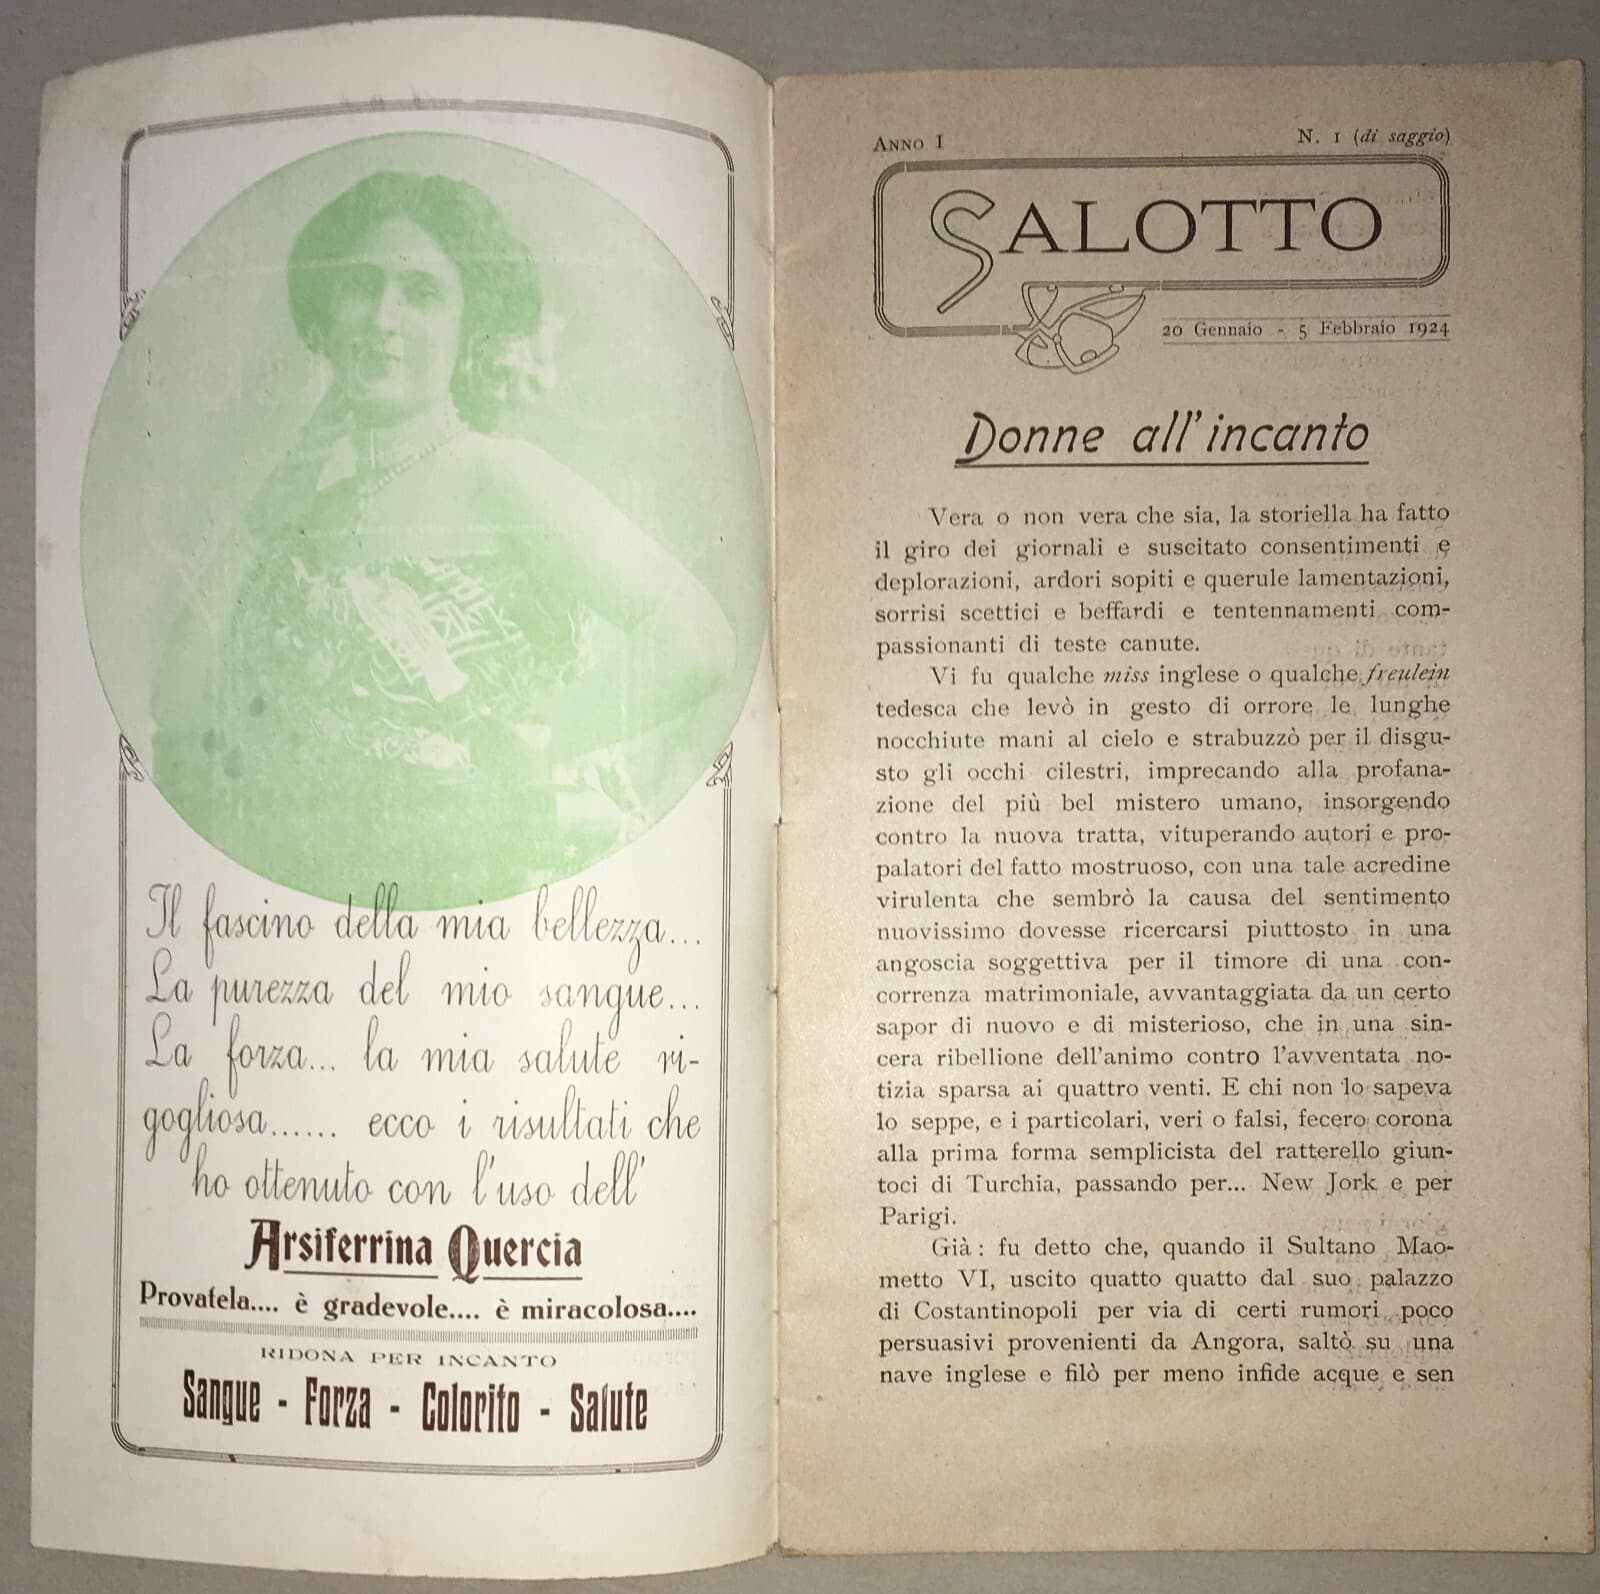 Il fascino della mia bellezza...
La purezza del mio sangue...
La forza... la mia salute ri-
gogliosa...... ecco i risultati che
ho ottenuto con l'uso dell'
Arsiferrina Quercia
Provatela.... è gradevole.... è miracolosa....
RIDONA PER INCANTO
Sangue - Forza - Colorito - Salute
ANNO I
N. 1 (di saggio)
SALOTTO
20 Gennaio - 5 Febbraio 1924
Donne all'incanto
Vera o non vera che sia, la storiella ha fatto
il giro dei giornali e suscitato consentimenti e
deplorazioni, ardori sopiti e querule lamentazioni,
sorrisi scettici e beffardi e tentennamenti com-
passionanti di teste canute.
Vi fu qualche miss inglese o qualche freulein
tedesca che levò in gesto di orrore le lunghe
nocchiute mani al cielo e strabuzzò per il disgu-
sto gli occhi cilestri, imprecando alla profana-
zione del più bel mistero umano, insorgendo
contro la nuova tratta, vituperando autori e pro-
palatori del fatto mostruoso, con una tale acredine
virulenta che sembrò la causa del sentimento
nuovissimo dovesse ricercarsi piuttosto in una
angoscia soggettiva per il timore di una con-
correnza matrimoniale, avvantaggiata da un certo
sapor di nuovo e di misterioso, che in una sin-
cera ribellione dell'animo contro l'avventata no-
tizia sparsa ai quattro venti. E chi non lo sapeva
lo seppe, e i particolari, veri o falsi, fecero corona
alla prima forma semplicista del ratterello giun-
toci di Turchia, passando per... New Jork e per
Parigi.
Già : fu detto che, quando il Sultano Mao-
metto VI, uscito quatto quatto dal suo palazzo
di Costantinopoli per via di certi rumori poco
persuasivi provenienti da Angora, saltò su una
nave inglese e filò per meno infide acque e sen